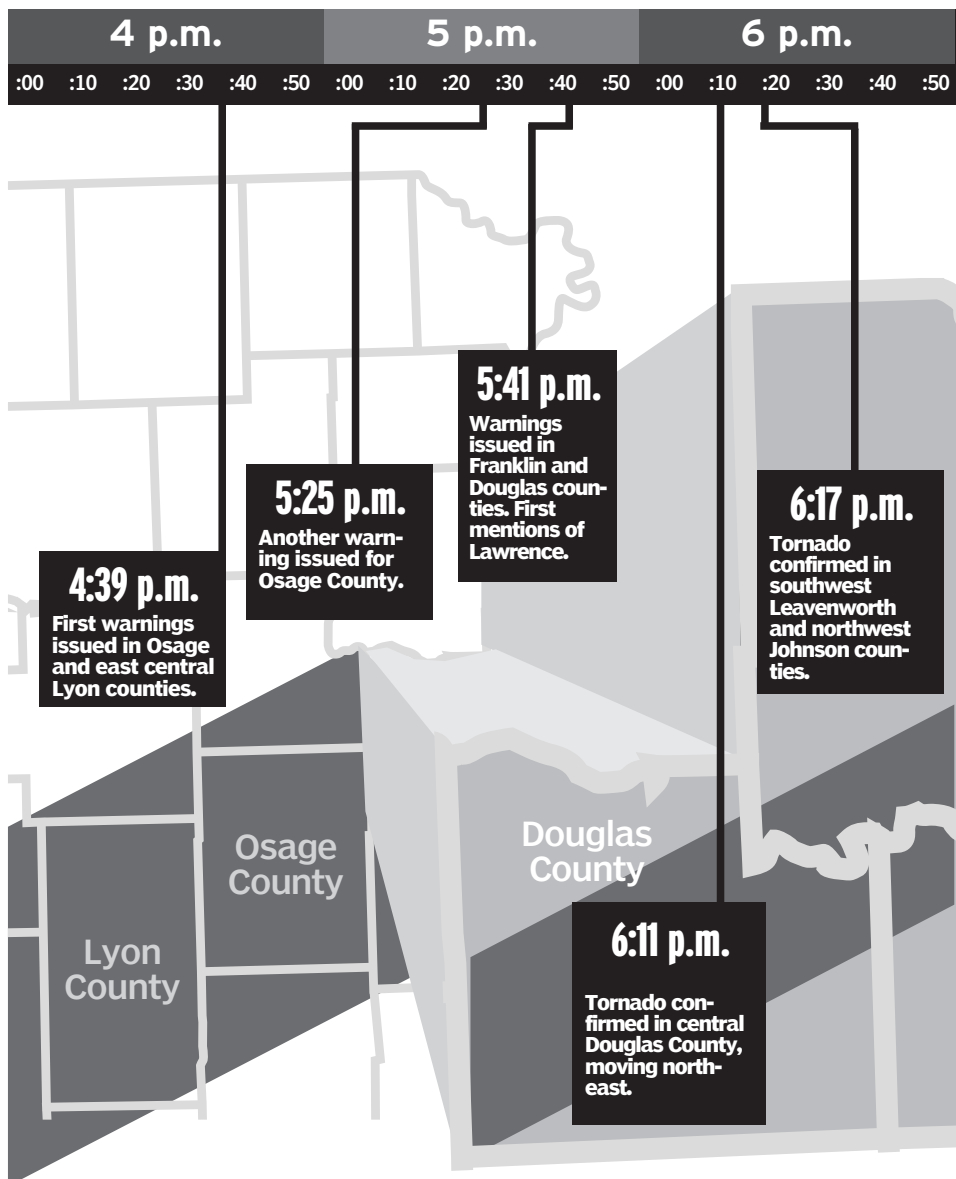 4 p.m. 5 p.m. 6 p.m.
:00 :10 :20 :30 :40 :50 :00 :10 :20 :30 :40 :50 :00 :10 :20 :30 :40 :50
4:39 p.m.
First warnings
issued in Osage
and east central
Lyon counties.
5:25 p.m.
Another warn-
ing issued for
Osage County.
5:41 p.m.
Warnings
issued in
Franklin and
Douglas coun-
ties. First
mentions of
Lawrence.
6:11 p.m.
Tornado con-
firmed in central
Douglas County,
moving north-
east.
6:17 p.m.
Tornado
confirmed in
southwest
Leavenworth
and northwest
Johnson coun-
ties.
Lyon
County
Osage
County
Douglas
County